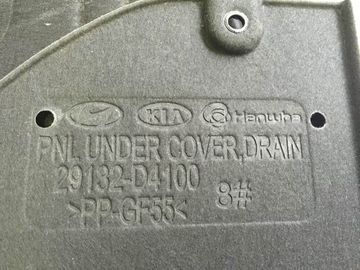 KIA Hanwha
PNL UNDER COVER,DRAIN
29132-D4100
>PP-GF55< 8#